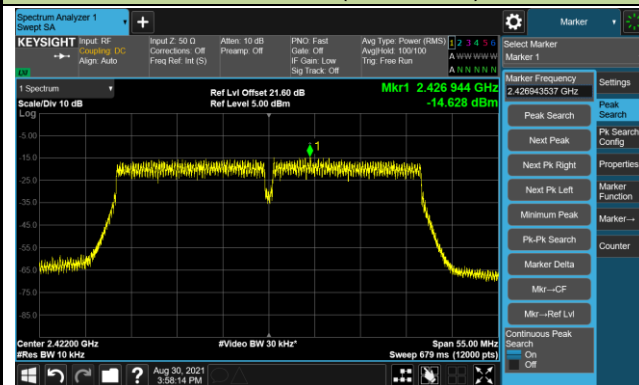 Spectrum Analyzer 1
Swept SA
Marker
KEYSIGHT
Input: RF
Coupling: DC
Align: Auto
Input Z: 50 Ω
Corrections: Off
Freq Ref: Int (S)
Atten: 10 dB
Preamp: Off
PNO: Fast
Gate: Off
IF Gain: Low
Sig Track: Off
Avg Type: Power (RMS)
Avg|Hold: 100/100
Trig: Free Run
1 2 3 4 5 6
A W W W W W
A N N N N N
LVI
Select Marker
Marker 1
Marker Frequency
2.426943537 GHz
Settings
Peak Search
Peak Search
Next Peak
Pk Search Config
Next Pk Right
Properties
Next Pk Left
Marker Function
Minimum Peak
Marker→
Pk-Pk Search
Counter
Marker Delta
Mkr→CF
Mkr→Ref Lvl
Continuous Peak Search
On
Off
1 Spectrum
Scale/Div 10 dB
Log
Ref Lvl Offset 21.60 dB
Ref Level 5.00 dBm
Mkr1 2.426 944 GHz
-14.628 dBm
1
-5.00
-15.0
-25.0
-35.0
-45.0
-55.0
-65.0
-75.0
-85.0
Center 2.42200 GHz
#Res BW 10 kHz
#Video BW 30 kHz*
Span 55.00 MHz
Sweep 679 ms (12000 pts)
Aug 30, 2021
3:58:14 PM